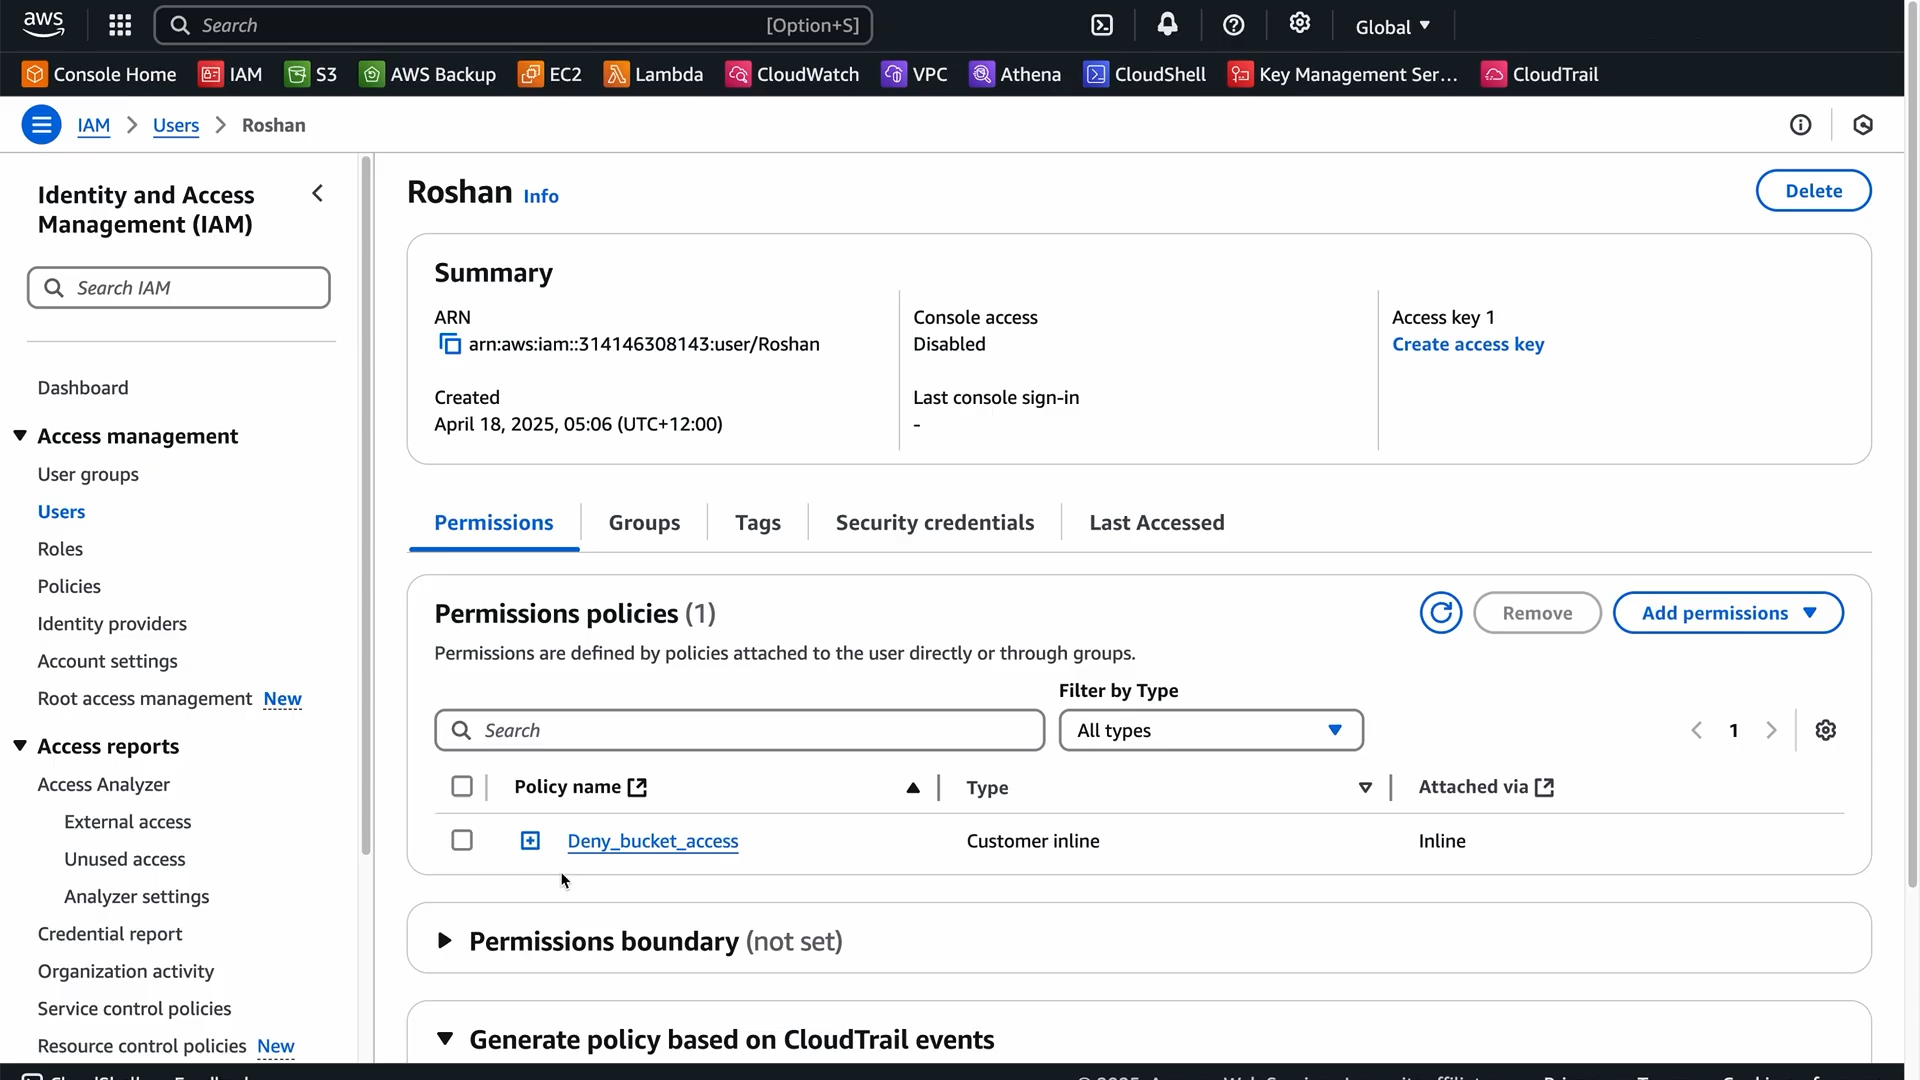 aws
Search [Option+S]
Global
Console Home IAM S3 AWS Backup EC2 Lambda CloudWatch VPC Athena CloudShell Key Management Ser... CloudTrail
IAM Users Roshan
Identity and Access
Management (IAM)
Search IAM
Dashboard
Access management
User groups
Users
Roles
Policies
Identity providers
Account settings
Root access management New
Access reports
Access Analyzer
External access
Unused access
Analyzer settings
Credential report
Organization activity
Service control policies
Resource control policies New
Roshan Info
Delete
Summary
ARN
arn:aws:iam::314146308143:user/Roshan
Created
April 18, 2025, 05:06 (UTC+12:00)
Console access
Disabled
Last console sign-in
-
Access key 1
Create access key
Permissions Groups Tags Security credentials Last Accessed
Permissions policies (1)
Remove Add permissions
Permissions are defined by policies attached to the user directly or through groups.
Filter by Type
Search All types 1
Policy name Type Attached via
Deny_bucket_access Customer inline Inline
Permissions boundary (not set)
Generate policy based on CloudTrail events